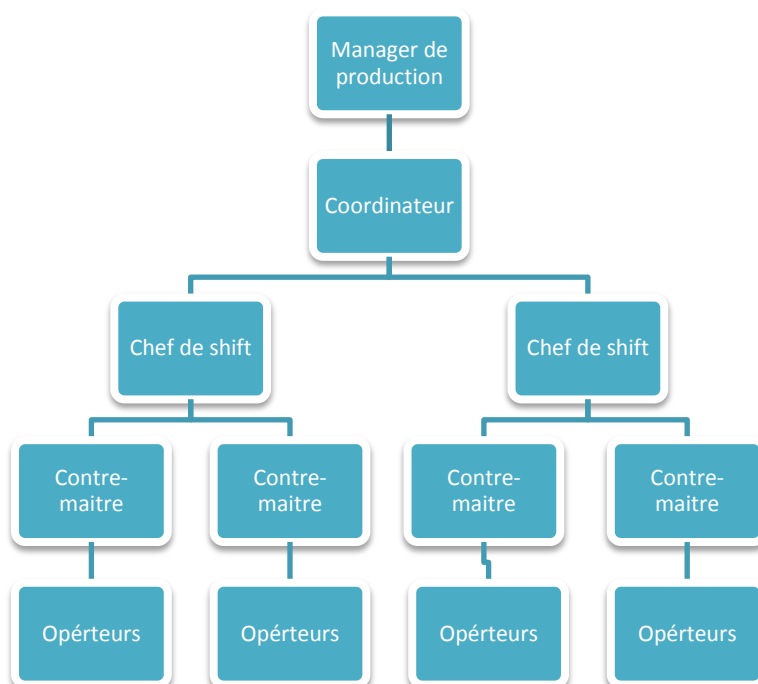 Manager de
production
Coordinateur
Chef de shift
Chef de shift
Contre-
maitre
Contre-
maitre
Contre-
maitre
Contre-
maitre
Opérteurs
Opérteurs
Opérteurs
Opérteurs